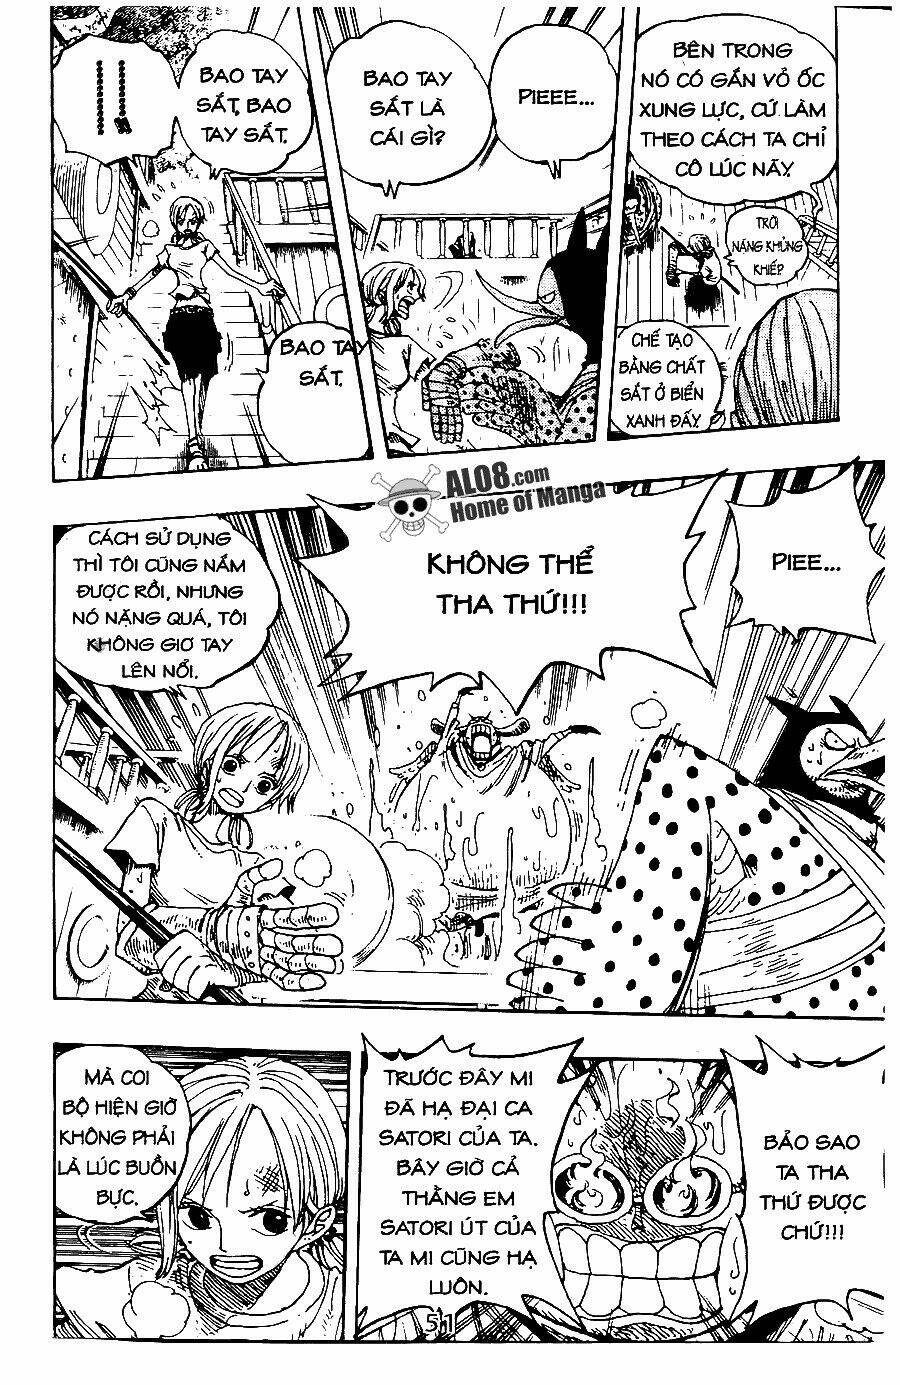 BÊN TRONG
NÓ CÓ GẮN VỎ ỐC
XUNG LỰC, CỨ LÀM
THEO CÁCH TA CHỈ
CÔ LÚC NÃY.
TRỜI
NẶNG KHỦNG
KHIẾP.
CHẾ TẠO
BẰNG CHẤT
SẮT Ở BIỂN
XANH ĐẤY.
PIEEE...
BAO TAY
SẮT LÀ
CÁI GÌ?
BAO TAY
SẮT, BAO
TAY SẮT.
BAO TAY
SẮT.
AL08.com
Home of Manga
PIEE...
KHÔNG THỂ
THA THỨ!!!
CÁCH SỬ DỤNG
THÌ TÔI CŨNG NẮM
ĐƯỢC RỒI, NHƯNG
NÓ NẶNG QUÁ, TÔI
KHÔNG GIƠ TAY
LÊN NỔI.
BẢO SAO
TA THA
THỨ ĐƯỢC
CHỨ!!!
TRƯỚC ĐÂY MI
ĐÃ HẠ ĐẠI CA
SATORI CỦA TA.
BÂY GIỜ CẢ
THẰNG EM
SATORI ÚT CỦA
TA MI CŨNG HẠ
LUÔN.
MÀ COI
BỘ HIỆN GIỜ
KHÔNG PHẢI
LÀ LÚC BUỒN
BỰC.
51